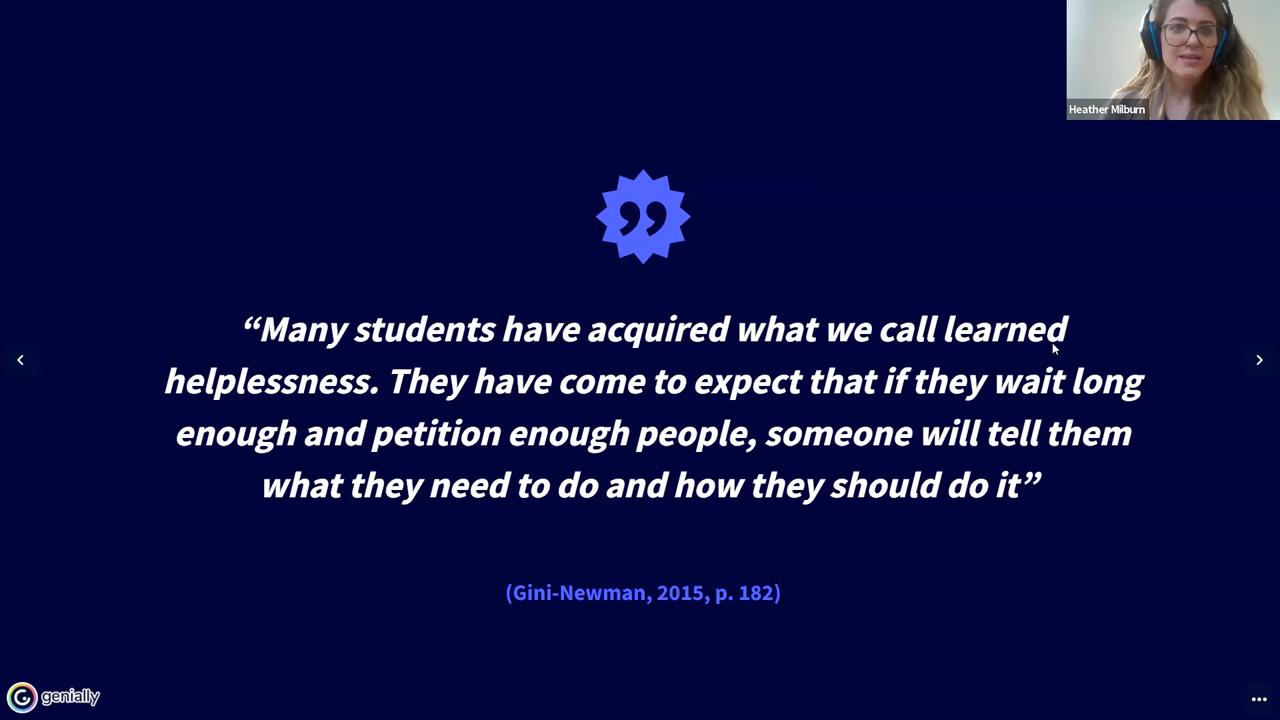 Heather Milburn
“Many students have acquired what we call learned
helplessness. They have come to expect that if they wait long
enough and petition enough people, someone will tell them
what they need to do and how they should do it”
(Gini-Newman, 2015, p. 182)
genially